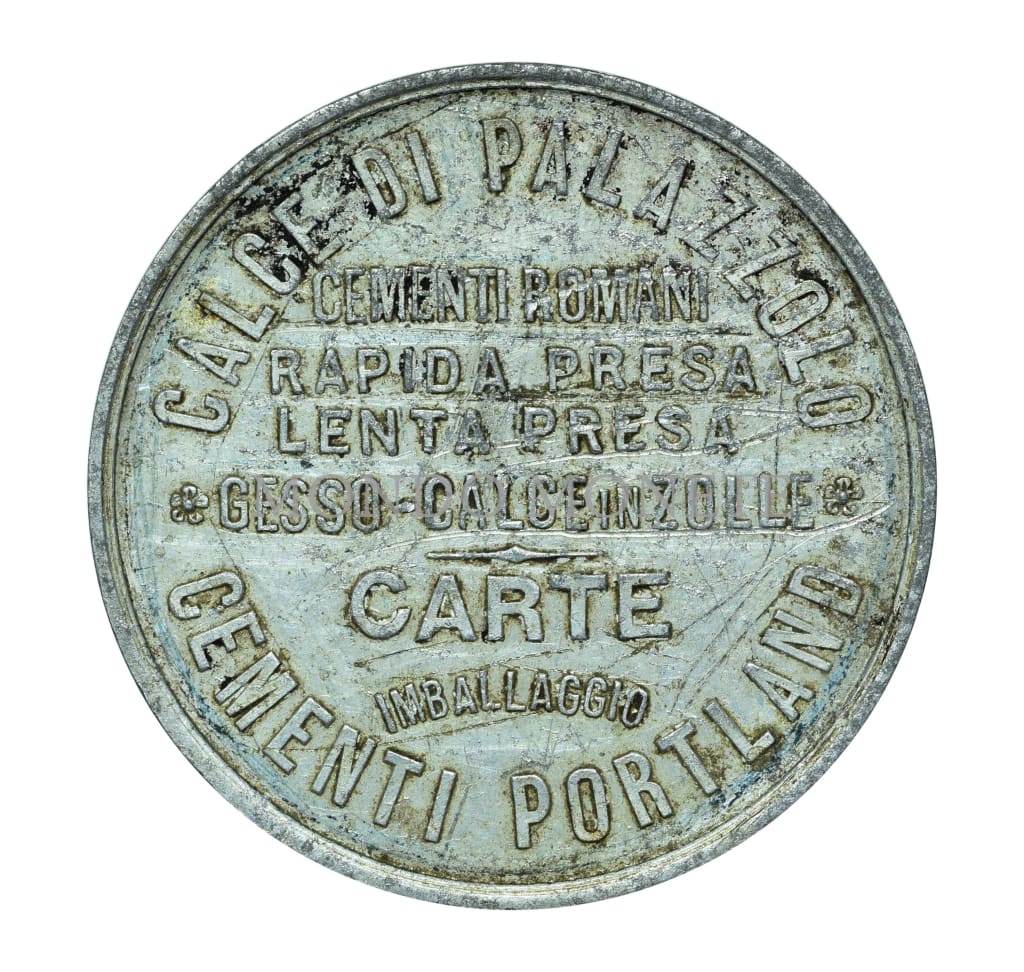 CALCE DI PALAZZOLO
CEMENTI ROMANI
RAPIDA PRESA
LENTA PRESA
GESSO-CALCE IN ZOLLE
CARTE
IMBALLAGGIO
CEMENTI PORTLAND